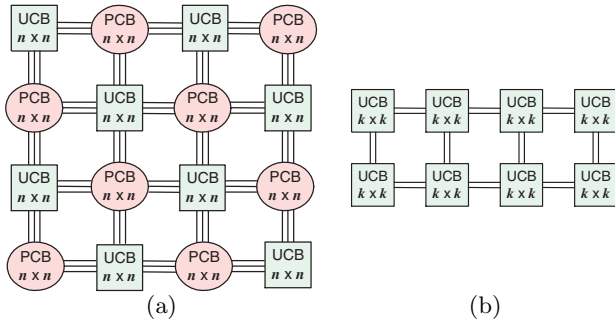 UCB PCB UCB PCB
n x n n x n n x n n x n
PCB UCB PCB UCB
n x n n x n n x n n x n
UCB PCB UCB PCB
n x n n x n n x n n x n
PCB UCB PCB UCB
n x n n x n n x n n x n
(a)
UCB UCB UCB UCB
k x k k x k k x k k x k
UCB UCB UCB UCB
k x k k x k k x k k x k
(b)